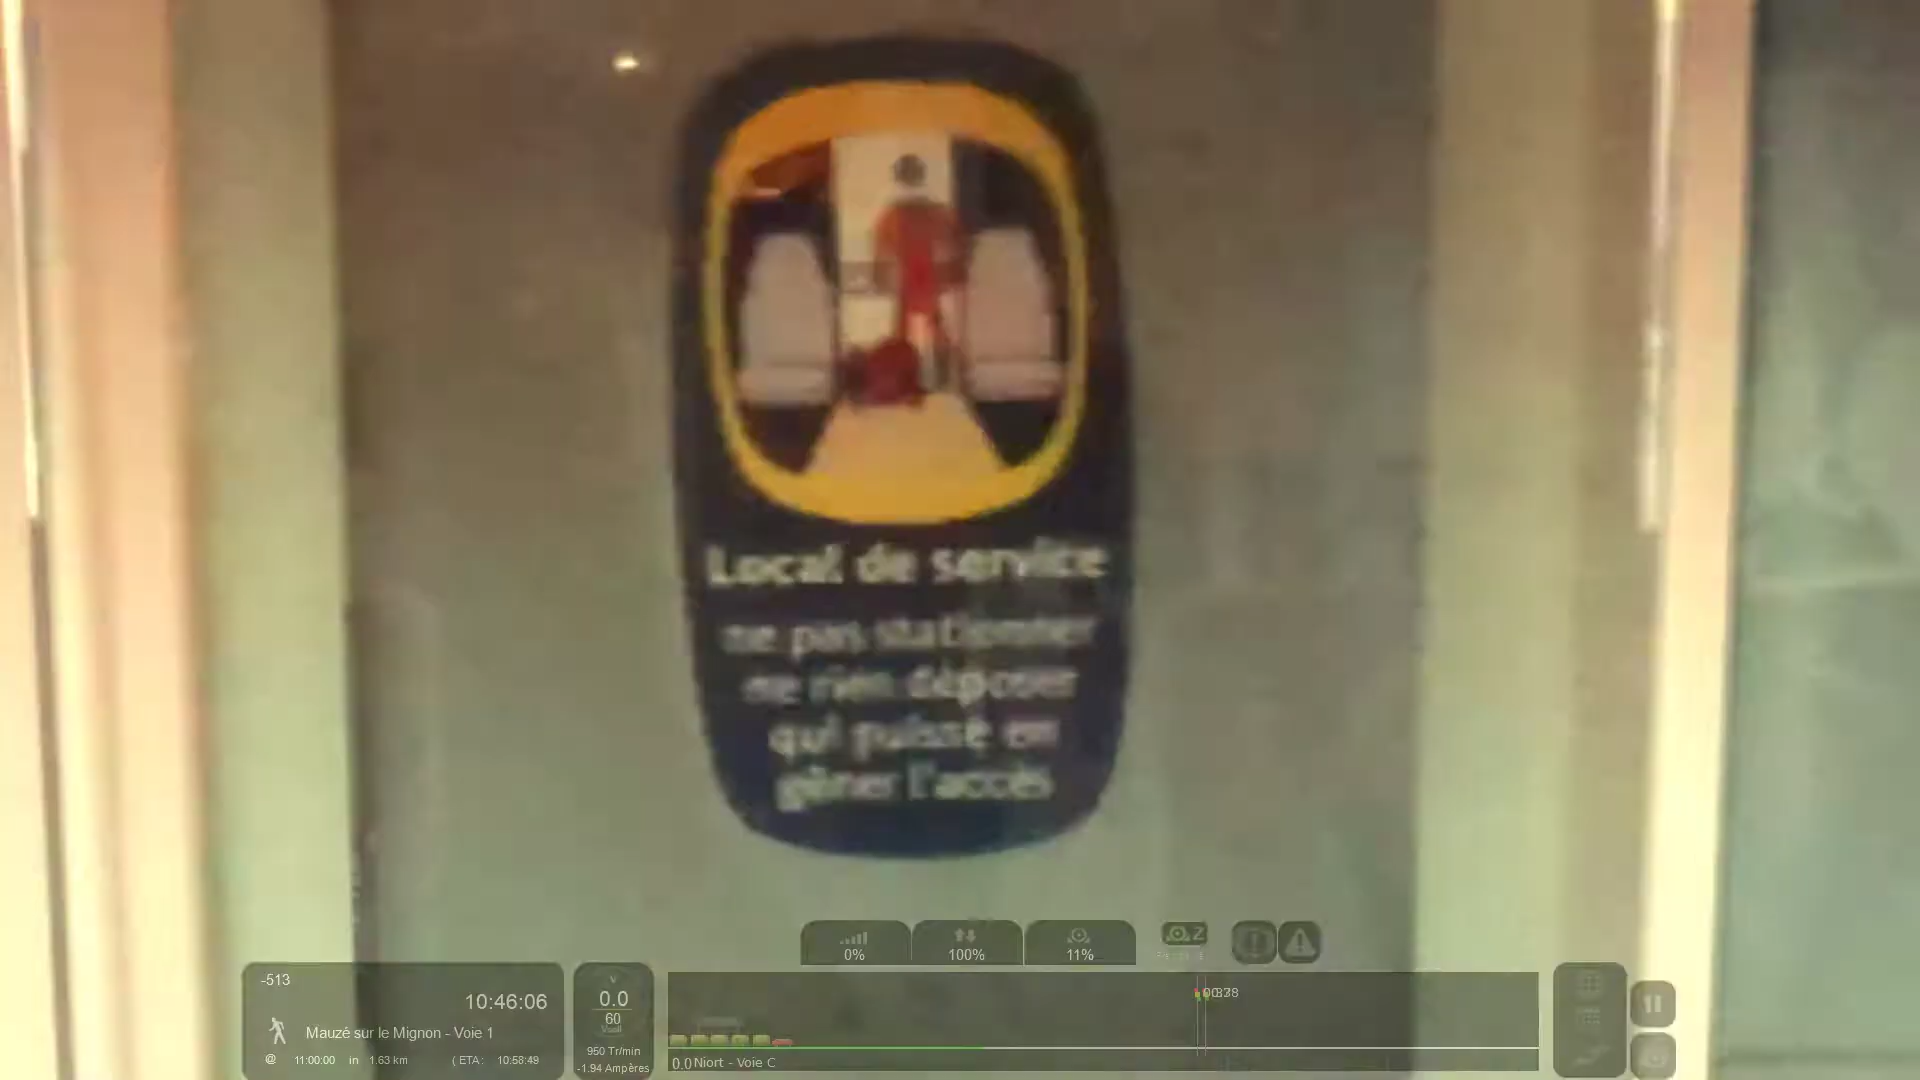 Local de service
ne pas stationner
ne rien déposer
qui puisse en
gêner l'accès
0%
100%
11%
2
-513
10:46:06
Mauzé sur le Mignon - Voie 1
@ 11:00:00 in 1.63 km ( ETA : 10:58:49
0.0
60
950 Tr/min
-1.94 Ampères
0.0 Niort - Voie C